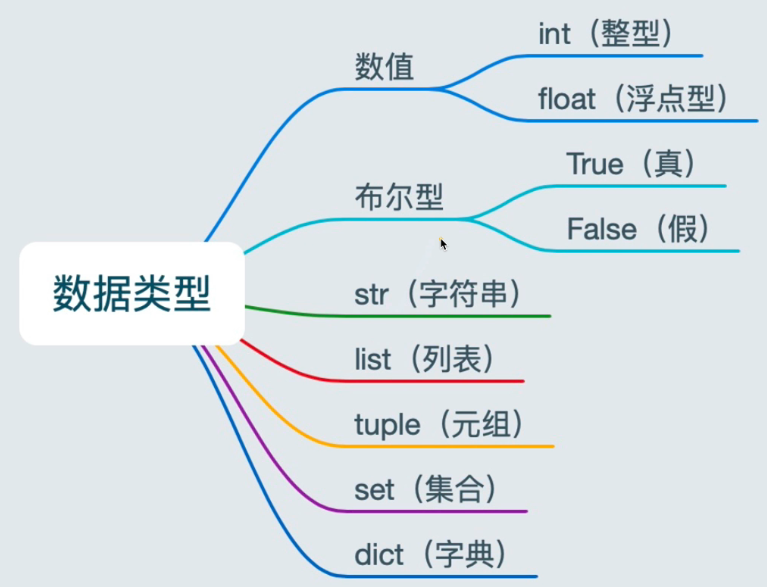 数据类型
数值
int（整型）
float（浮点型）
布尔型
True（真）
False（假）
str（字符串）
list（列表）
tuple（元组）
set（集合）
dict（字典）